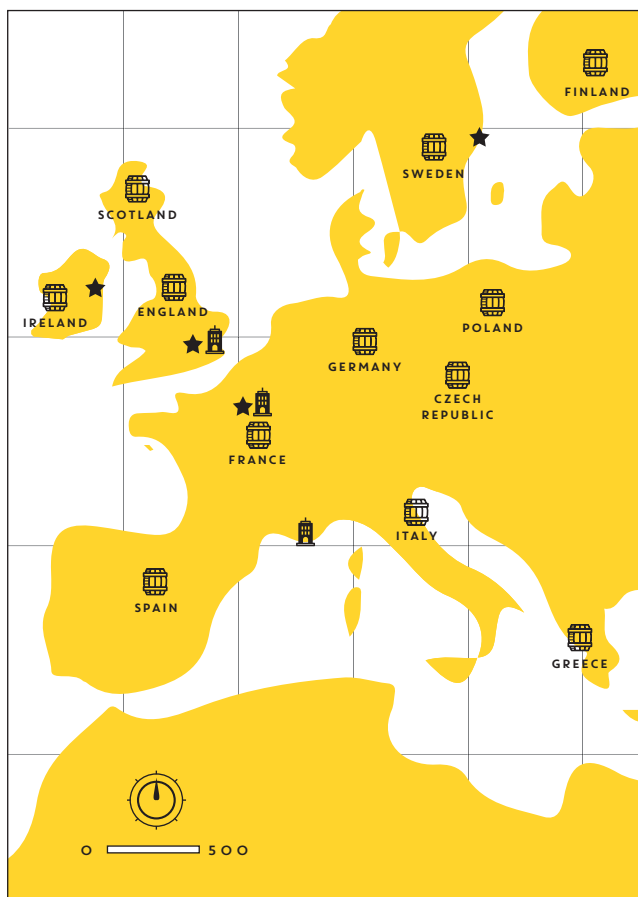 FINLAND
SWEDEN
SCOTLAND
ENGLAND
IRELAND
POLAND
GERMANY
CZECH
REPUBLIC
FRANCE
ITALY
SPAIN
GREECE
0 500